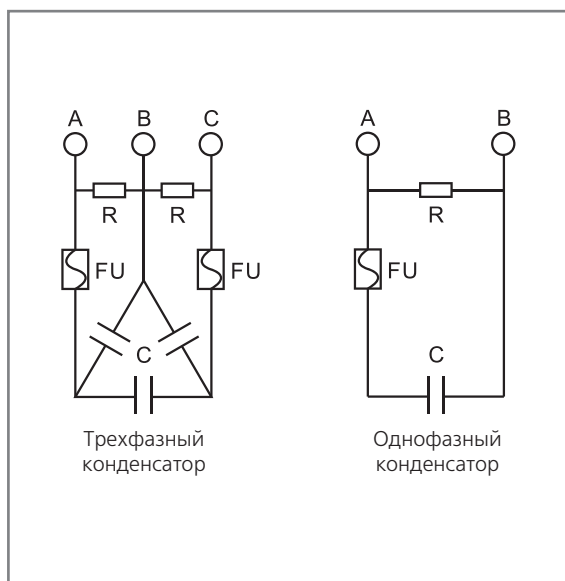 A B C
R R
FU FU
C
Трехфазный
конденсатор
A B
R
FU
C
Однофазный
конденсатор